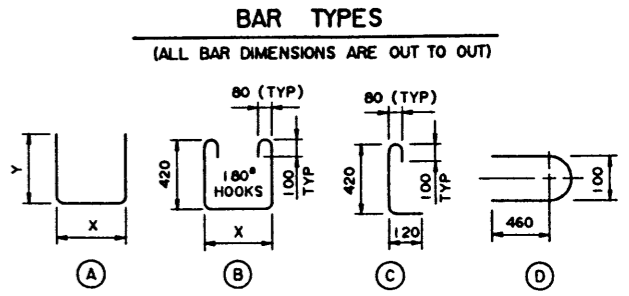 BAR TYPES
(ALL BAR DIMENSIONS ARE OUT TO OUT)
80 (TYP)
80 (TYP)
Y
X
420
180°
HOOKS
100
TYP
X
420
100
TYP
120
460
100
A
B
C
D